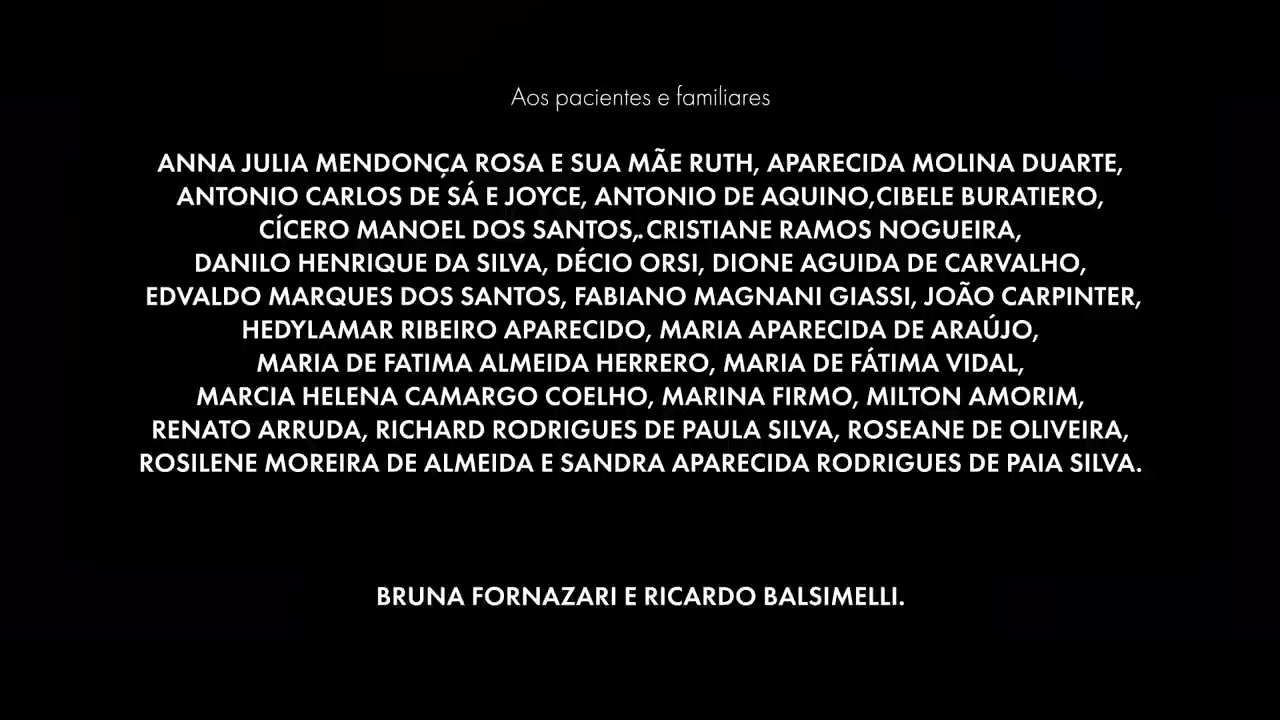 Aos pacientes e familiares
ANNA JULIA MENDONÇA ROSA E SUA MÃE RUTH, APARECIDA MOLINA DUARTE,
ANTONIO CARLOS DE SÁ E JOYCE, ANTONIO DE AQUINO,CIBELE BURATIERO,
CÍCERO MANOEL DOS SANTOS,. CRISTIANE RAMOS NOGUEIRA,
DANILO HENRIQUE DA SILVA, DÉCIO ORSI, DIONE AGUIDA DE CARVALHO,
EDVALDO MARQUES DOS SANTOS, FABIANO MAGNANI GIASSI, JOÃO CARPINTER,
HEDYLAMAR RIBEIRO APARECIDO, MARIA APARECIDA DE ARAÚJO,
MARIA DE FATIMA ALMEIDA HERRERO, MARIA DE FÁTIMA VIDAL,
MARCIA HELENA CAMARGO COELHO, MARINA FIRMO, MILTON AMORIM,
RENATO ARRUDA, RICHARD RODRIGUES DE PAULA SILVA, ROSEANE DE OLIVEIRA,
ROSILENE MOREIRA DE ALMEIDA E SANDRA APARECIDA RODRIGUES DE PAIA SILVA.
BRUNA FORNAZARI E RICARDO BALSIMELLI.